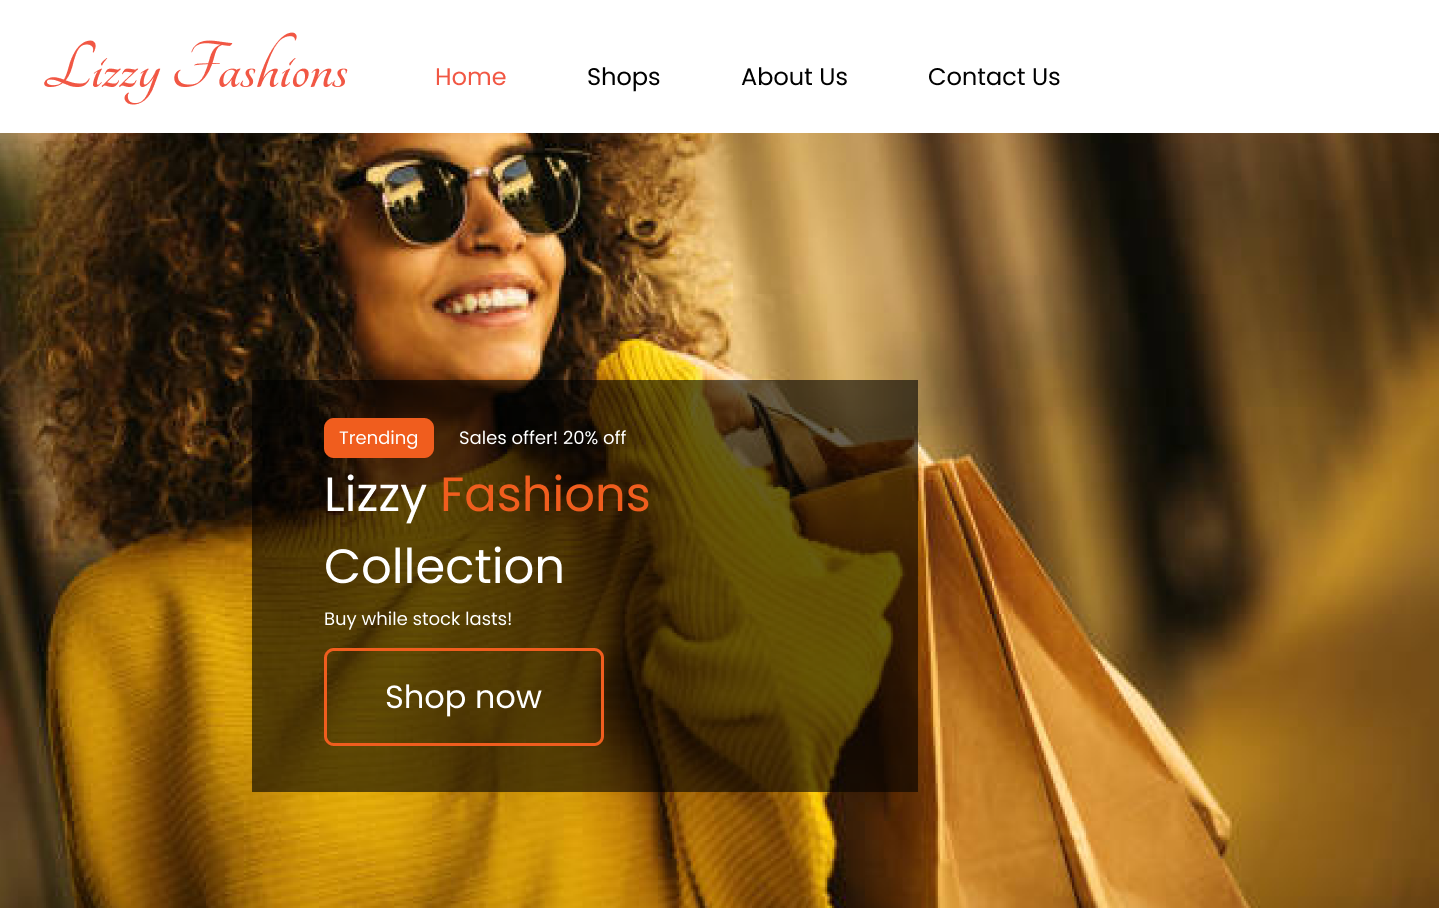 Lizzy Fashions
Home Shops About Us Contact Us
Trending Sales offer! 20% off
Lizzy Fashions
Collection
Buy while stock lasts!
Shop now